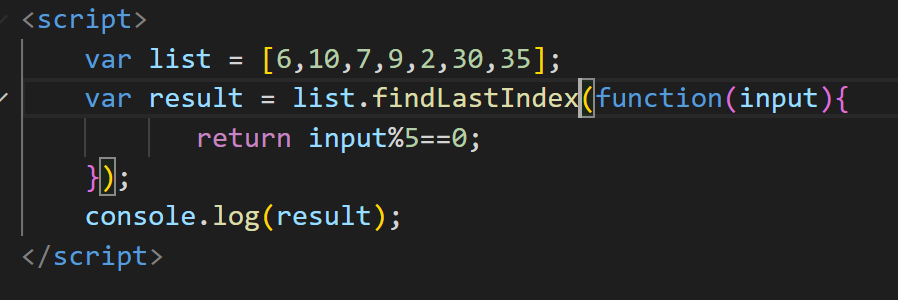 <script>
var list = [6,10,7,9,2,30,35];
var result = list.findLastIndex(function(input){
return input%5==0;
});
console.log(result);
</script>